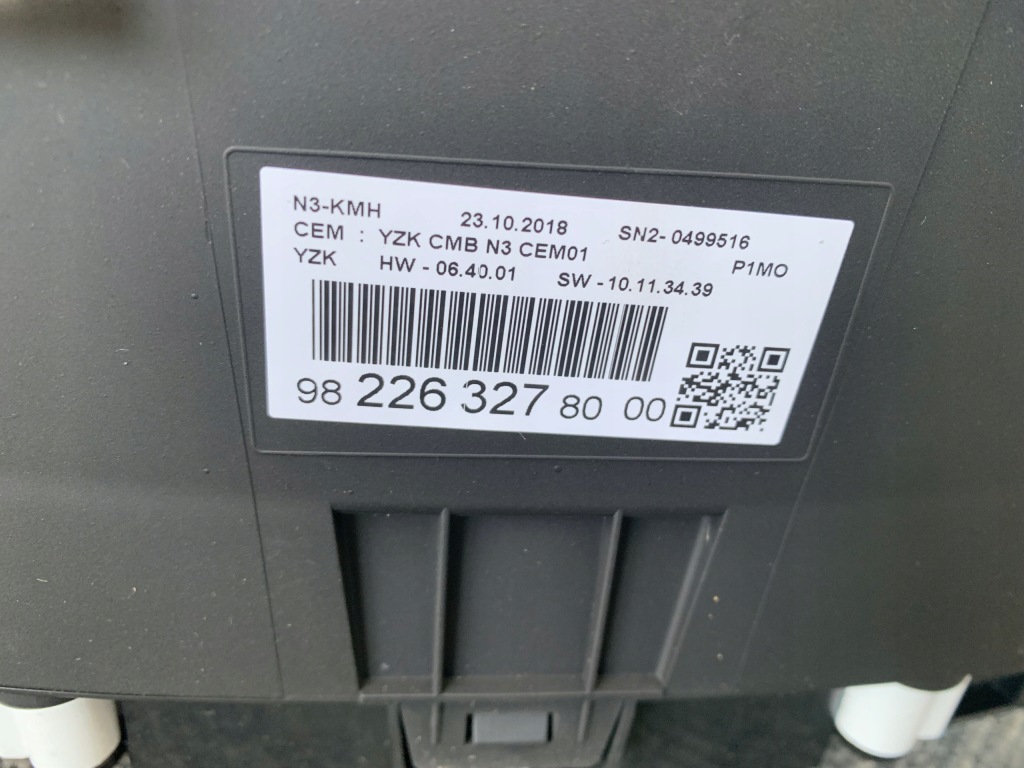 N3-KMH 23.10.2018 SN2- 0499516
CEM : YZK CMB N3 CEM01 P1MO
YZK HW - 06.40.01 SW - 10.11.34.39
98 226 327 80 00